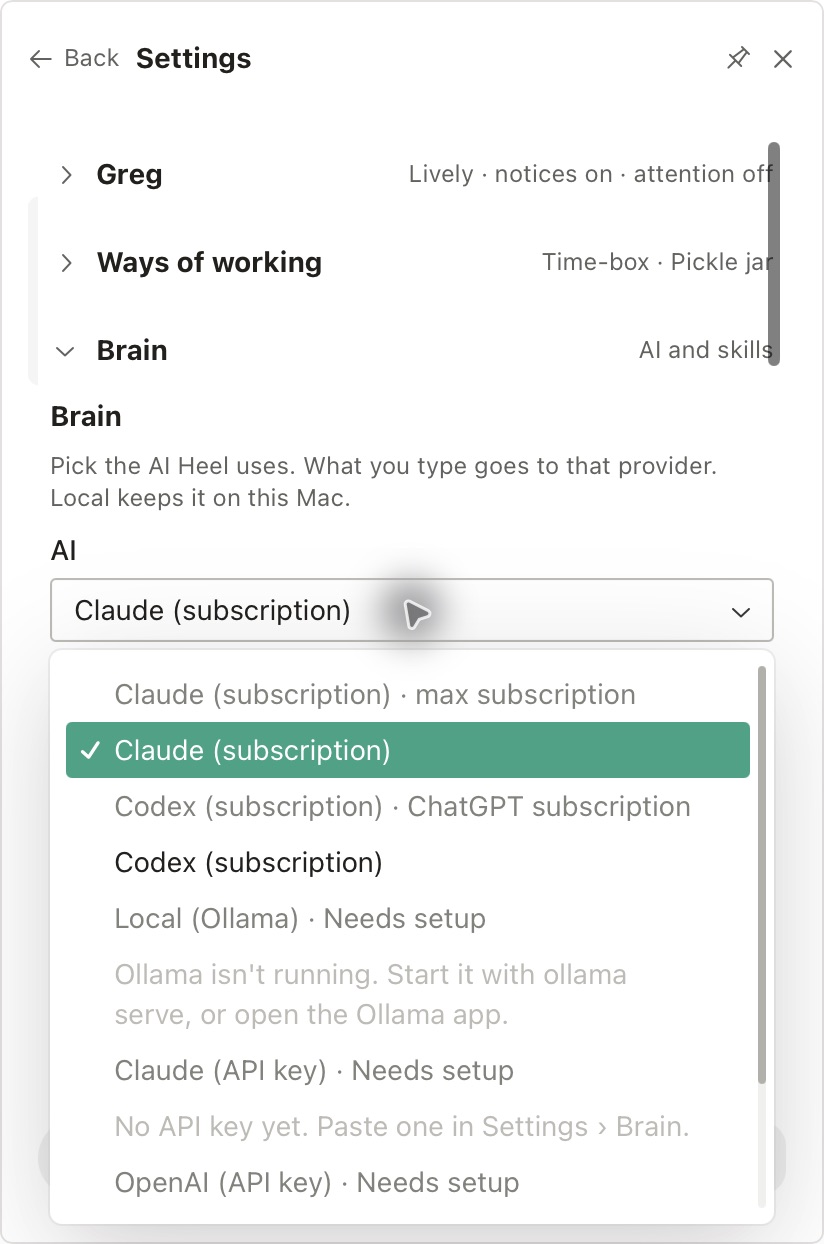 Back Settings
Greg Lively · notices on · attention off
Ways of working Time-box · Pickle jar
Brain AI and skills
Brain
Pick the AI Heel uses. What you type goes to that provider.
Local keeps it on this Mac.
AI
Claude (subscription)
Claude (subscription) · max subscription
Claude (subscription)
Codex (subscription) · ChatGPT subscription
Codex (subscription)
Local (Ollama) · Needs setup
Ollama isn't running. Start it with ollama
serve, or open the Ollama app.
Claude (API key) · Needs setup
No API key yet. Paste one in Settings › Brain.
OpenAI (API key) · Needs setup